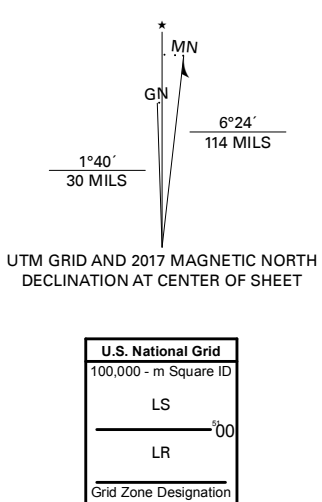 ★
MN
GN
6°24´
114 MILS
1°40´
30 MILS
UTM GRID AND 2017 MAGNETIC NORTH
DECLINATION AT CENTER OF SHEET
U.S. National Grid
100,000 - m Square ID
LS
⁵¹00
LR
Grid Zone Designation